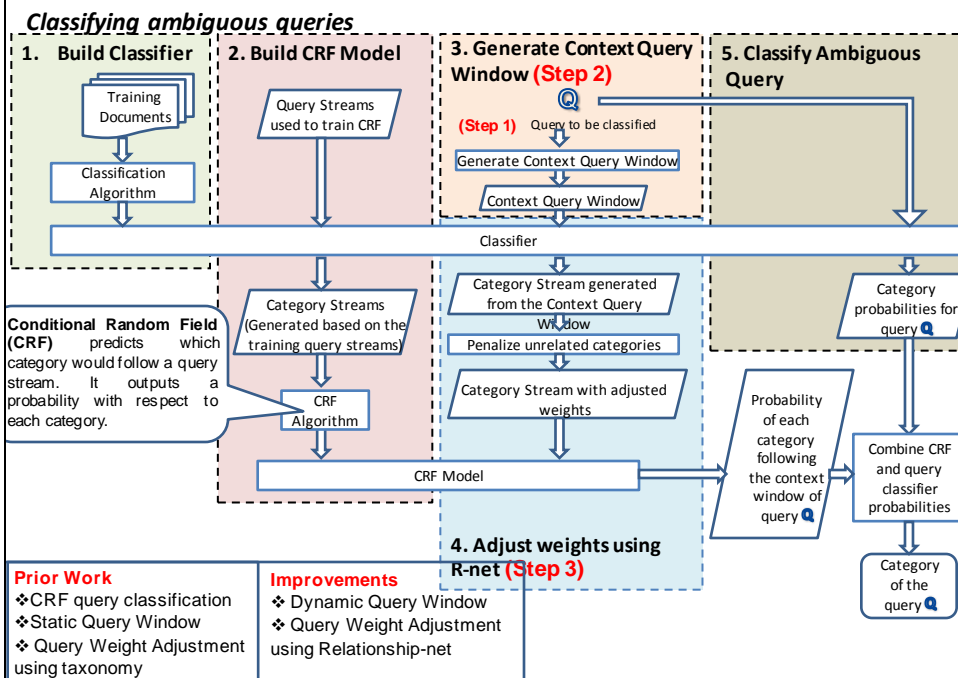 Classifying ambiguous queries
1. Build Classifier
Training
Documents
Classification
Algorithm
2. Build CRF Model
Query Streams
used to train CRF
3. Generate Context Query
Window (Step 2)
Q
(Step 1) Query to be classified
Generate Context Query Window
Context Query Window
5. Classify Ambiguous
Query
Classifier
Category Streams
(Generated based on the
training query streams)
CRF
Algorithm
Conditional Random Field
(CRF) predicts which
category would follow a query
stream. It outputs a
probability with respect to
each category.
Category Stream generated
from the Context Query
Window
Penalize unrelated categories
Category Stream with adjusted
weights
CRF Model
4. Adjust weights using
R-net (Step 3)
Category
probabilities for
query Q
Probability
of each
category
following
the context
window of
query Q
Combine CRF
and query
classifier
probabilities
Category
of the
query Q
Prior Work
❖CRF query classification
❖Static Query Window
❖ Query Weight Adjustment
using taxonomy
Improvements
❖ Dynamic Query Window
❖ Query Weight Adjustment
using Relationship-net